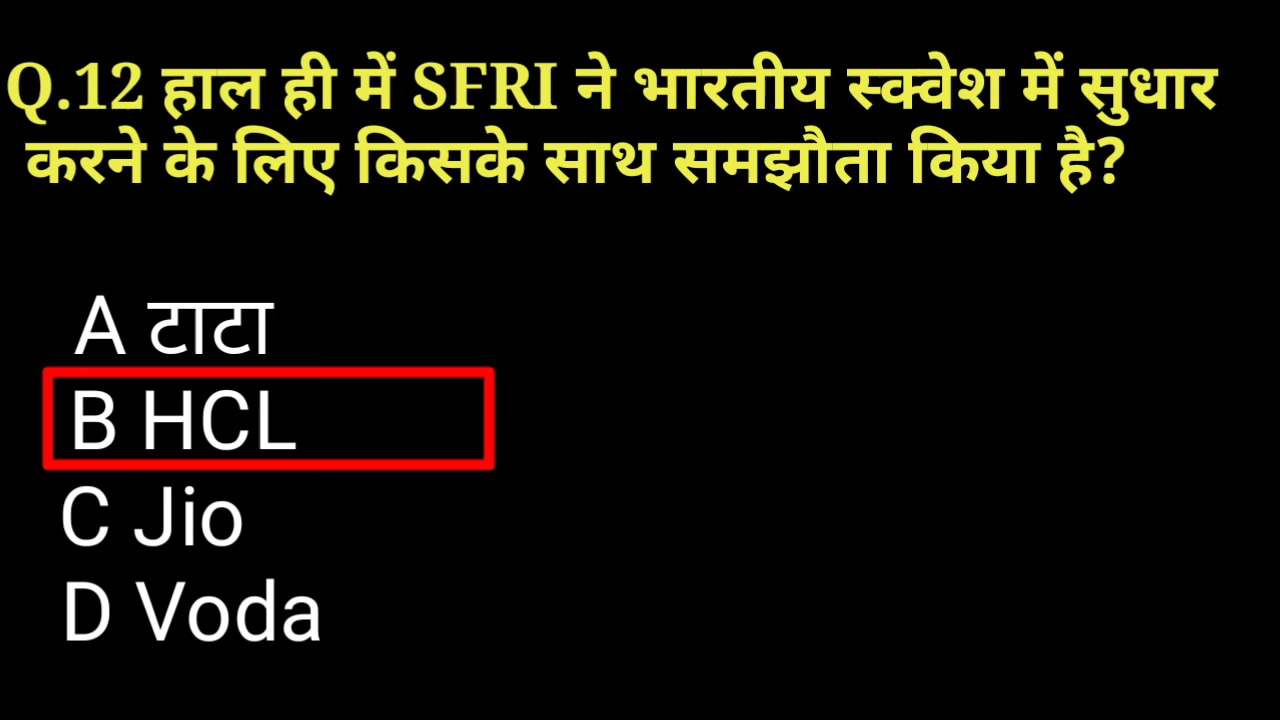 Q.12 हाल ही में SFRI ने भारतीय स्क्वेश में सुधार
करने के लिए किसके साथ समझौता किया है?
A टाटा
B HCL
C Jio
D Voda